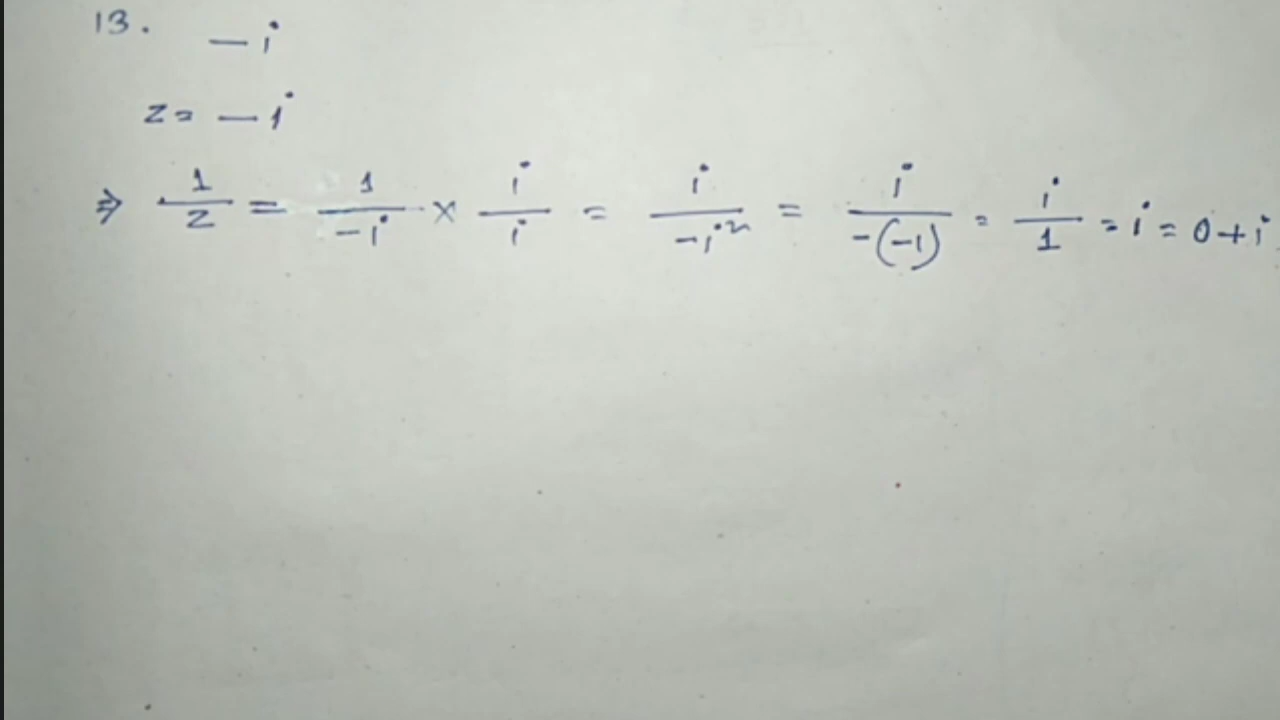 13. -i
z = -i
⇒ 1/z = 1/-i × i/i = i/-i² = i/-(-1) = i/1 = i = 0+i